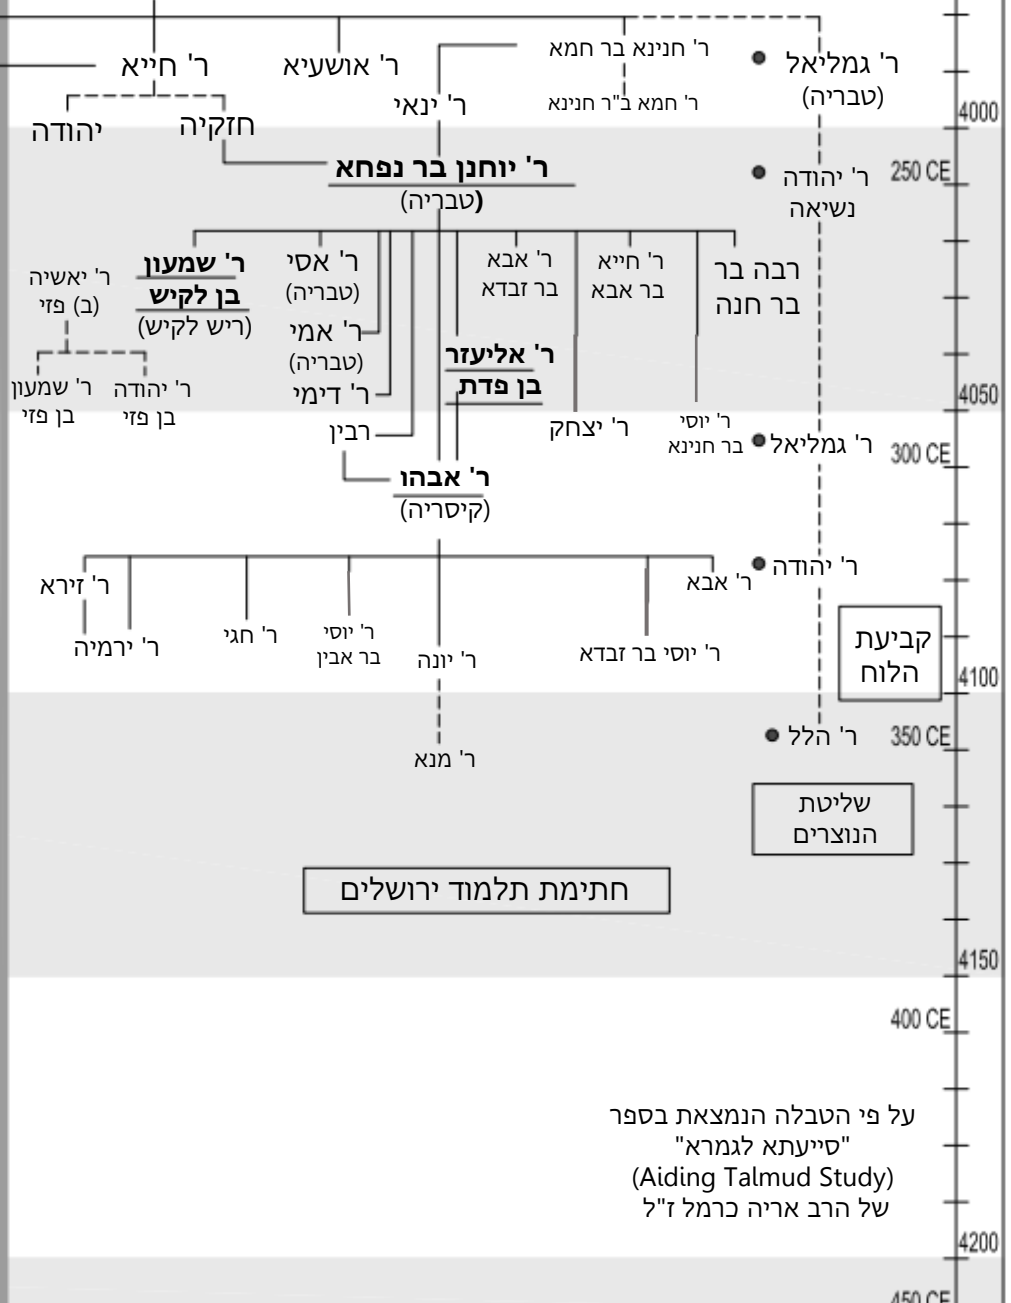 ר' חנינא בר חמא
ר' גמליאל
(טבריה)
ר' אושעיא
ר' חייא
ר' חמא ב"ר חנינא
ר' ינאי
4000
חזקיה
יהודה
ר' יוחנן בר נפחא
(טבריה)
250 CE
ר' יהודה
נשיאה
רבה בר
בר חנה
ר' חייא
בר אבא
ר' אבא
בר זבדא
ר' אסי
(טבריה)
ר' שמעון
בן לקיש
(ריש לקיש)
ר' יאשיה
(ב) פזי
ר' אמי
(טבריה)
ר' אליעזר
בן פדת
ר' דימי
ר' יהודה
בן פזי
ר' שמעון
בן פזי
4050
ר' יוסי
בר חנינא
ר' יצחק
רבין
ר' גמליאל
300 CE
ר' אבהו
(קיסריה)
ר' יהודה
ר' אבא
ר' זירא
ר' יוסי בר זבדא
ר' יונה
ר' יוסי
בר אבין
ר' חגי
ר' ירמיה
קביעת
הלוח
4100
ר' הלל
350 CE
ר' מנא
שליטת
הנוצרים
חתימת תלמוד ירושלים
4150
400 CE
על פי הטבלה הנמצאת בספר
"סייעתא לגמרא"
(Aiding Talmud Study)
של הרב אריה כרמל ז"ל
4200
450 CE